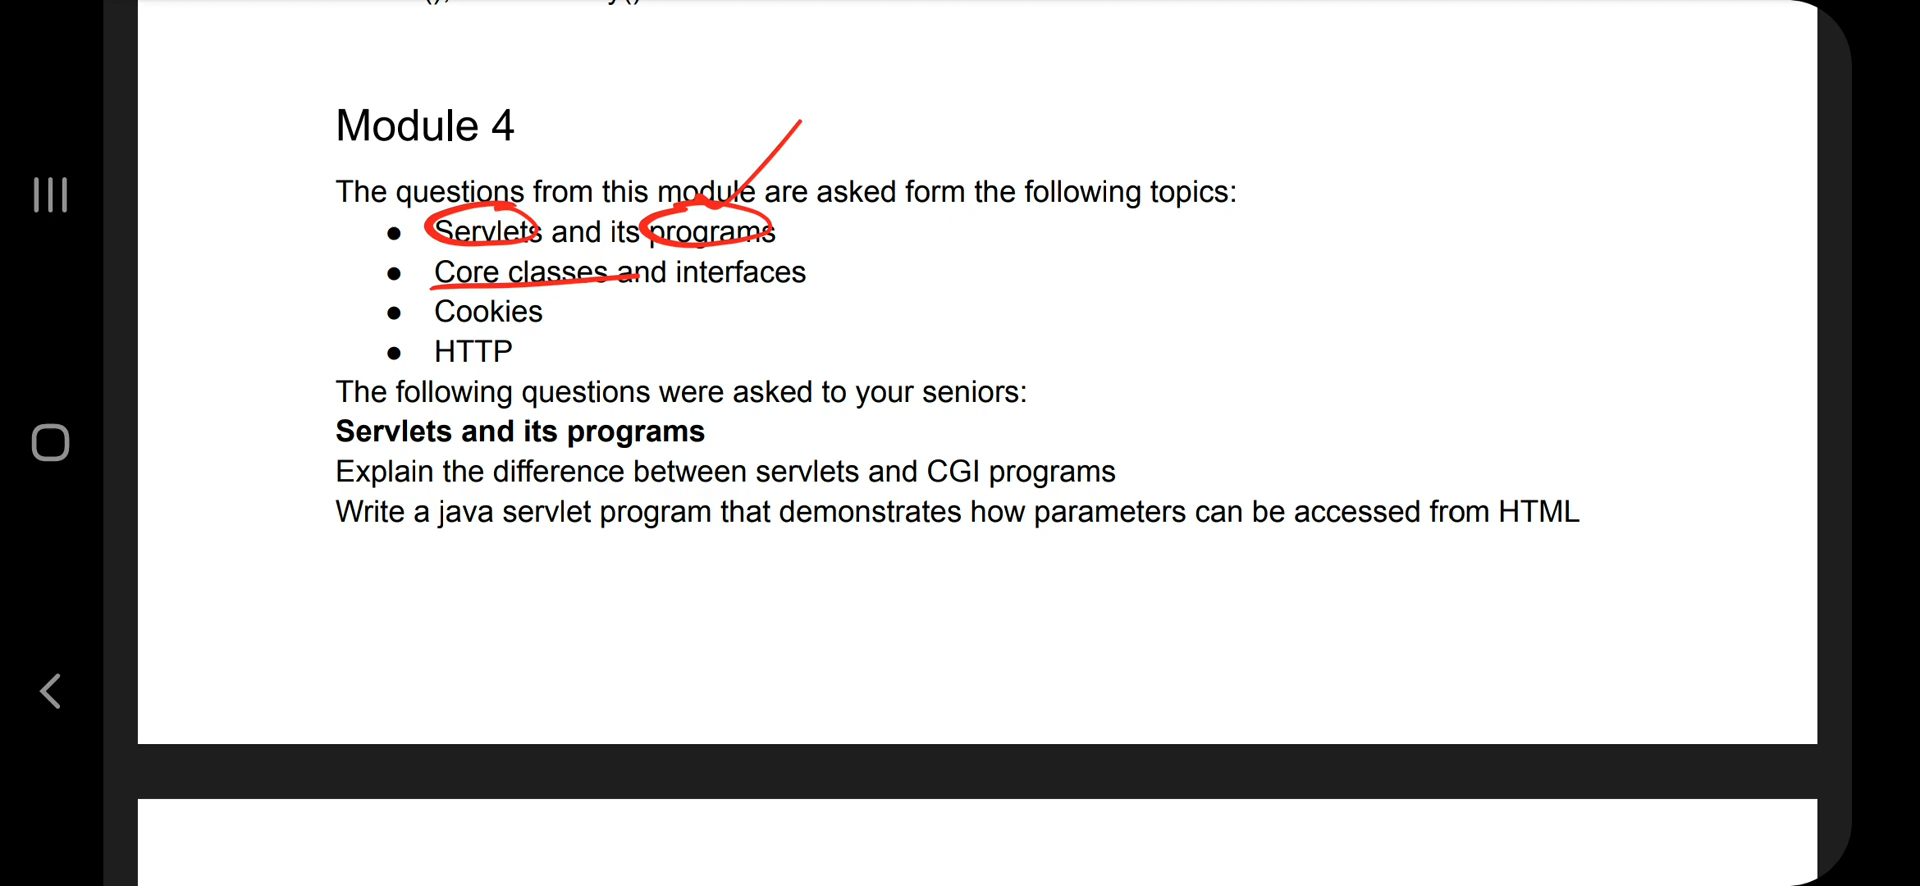 Module 4
The questions from this module are asked form the following topics:
● Servlets and its programs
● Core classes and interfaces
● Cookies
● HTTP
The following questions were asked to your seniors:
Servlets and its programs
Explain the difference between servlets and CGI programs
Write a java servlet program that demonstrates how parameters can be accessed from HTML